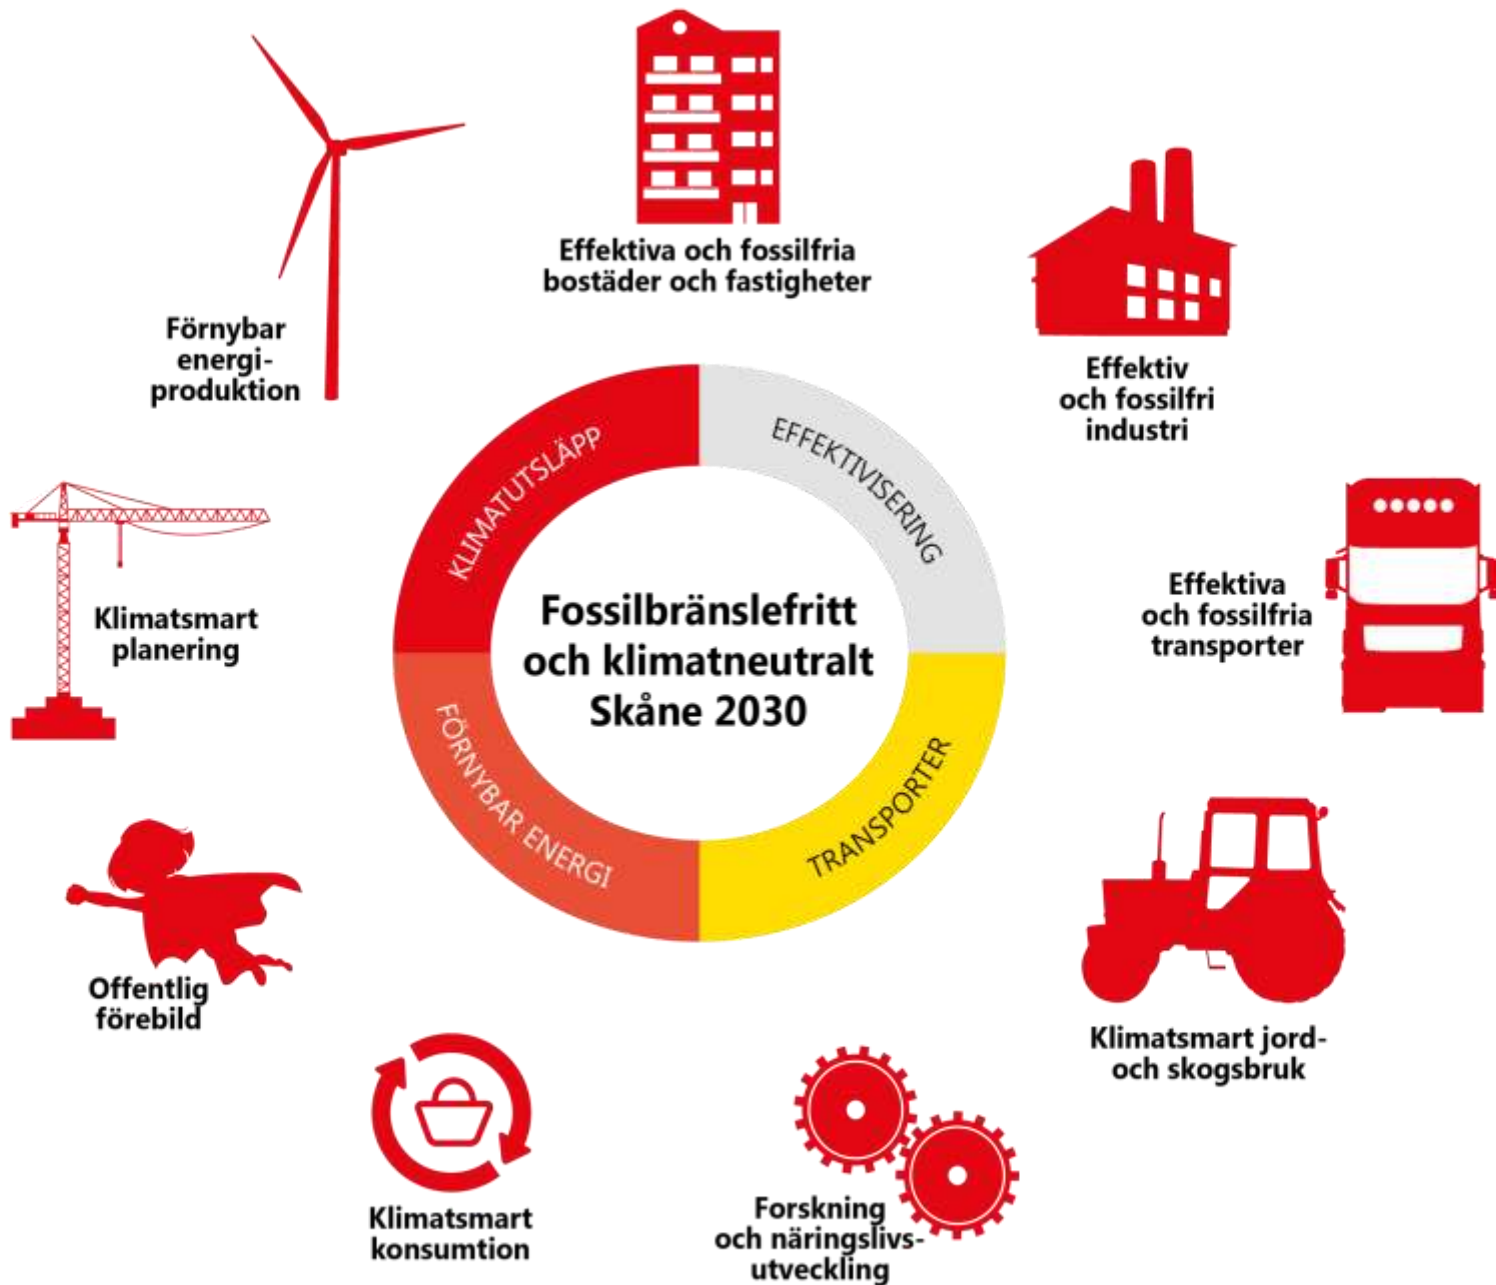 Effektiva och fossilfria
bostäder och fastigheter
Effektiv
och fossilfri
industri
Effektiva
och fossilfria
transporter
Klimatsmart jord-
och skogsbruk
Forskning
och näringslivs-
utveckling
Klimatsmart
konsumtion
Offentlig
förebild
Klimatsmart
planering
Förnybar
energi-
produktion
KLIMATUTSLÄPP
EFFEKTIVISERING
TRANSPORTER
FÖRNYBAR ENERGI
Fossilbränslefritt
och klimatneutralt
Skåne 2030